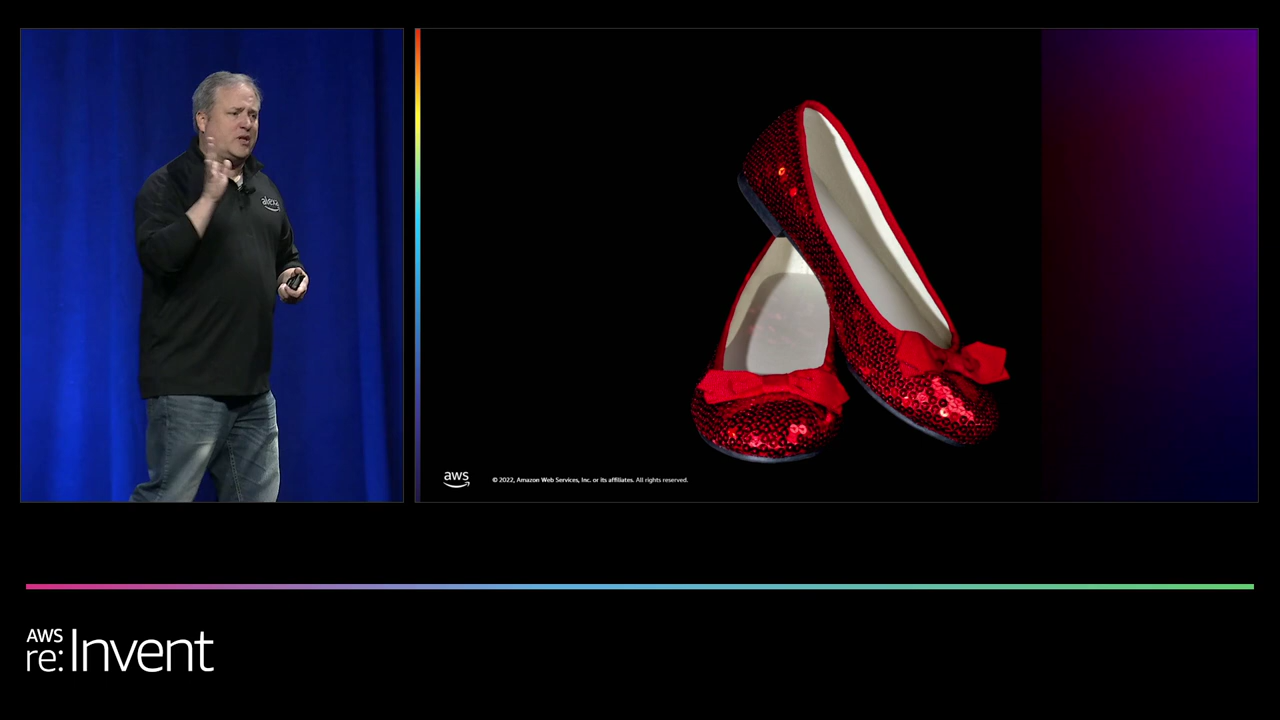 alexa
aws
© 2022, Amazon Web Services, Inc. or its affiliates. All rights reserved.
AWS
re:Invent